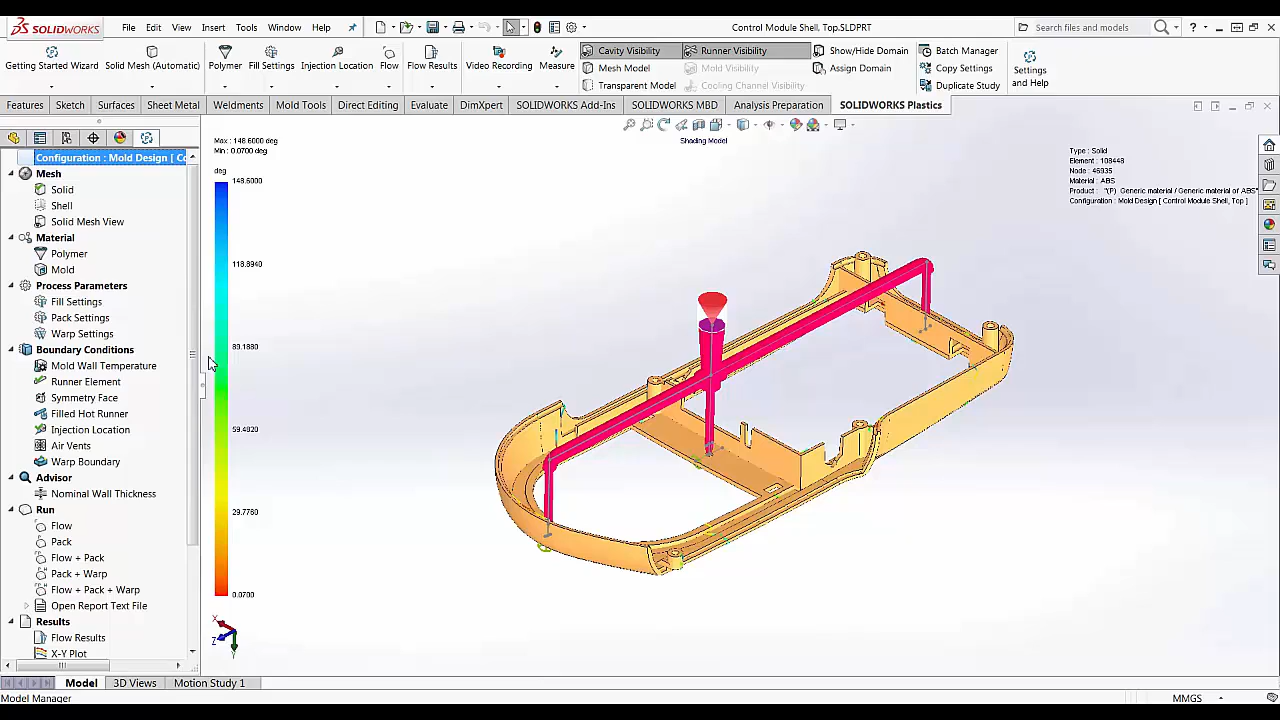 SOLIDWORKS
File Edit View Insert Tools Window Help
Control Module Shell, Top.SLDPRT
Search files and models
Getting Started Wizard
Solid Mesh (Automatic)
Polymer
Fill Settings
Injection Location
Flow
Flow Results
Video Recording
Measure
Cavity Visibility
Runner Visibility
Show/Hide Domain
Batch Manager
Mesh Model
Mold Visibility
Assign Domain
Copy Settings
Transparent Model
Cooling Channel Visibility
Duplicate Study
Settings
and Help
Features Sketch Surfaces Sheet Metal Weldments Mold Tools Direct Editing Evaluate DimXpert SOLIDWORKS Add-Ins SOLIDWORKS MBD Analysis Preparation SOLIDWORKS Plastics
Configuration : Mold Design [ Co
Mesh
Solid
Shell
Solid Mesh View
Material
Polymer
Mold
Process Parameters
Fill Settings
Pack Settings
Warp Settings
Boundary Conditions
Mold Wall Temperature
Runner Element
Symmetry Face
Filled Hot Runner
Injection Location
Air Vents
Warp Boundary
Advisor
Nominal Wall Thickness
Run
Flow
Pack
Flow + Pack
Pack + Warp
Flow + Pack + Warp
Open Report Text File
Results
Flow Results
X-Y Plot
Max : 148.6000 deg
Min : 0.0700 deg
deg
148.6000
118.8940
89.1880
59.4820
29.7760
0.0700
Shading Model
Type : Solid
Element : 108448
Node : 46935
Material : ABS
Product : "(P) Generic material / Generic material of ABS"
Configuration : Mold Design [ Control Module Shell, Top ]
X
Z
Y
Model 3D Views Motion Study 1
Model Manager
MMGS